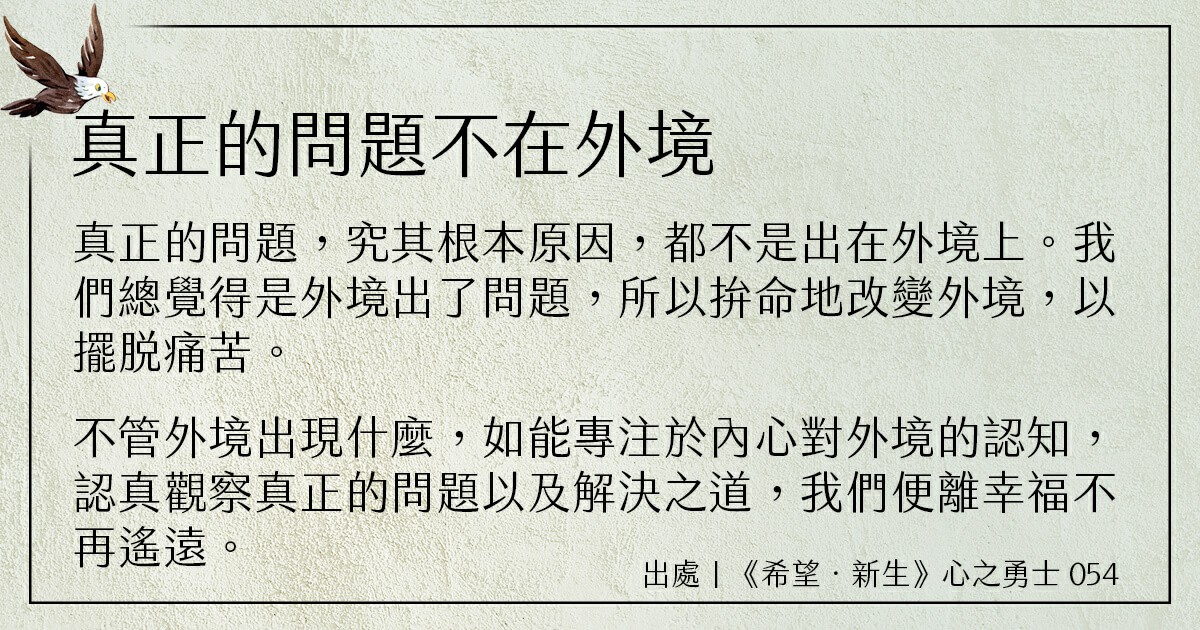 真正的問題不在外境
真正的問題，究其根本原因，都不是出在外境上。我
們總覺得是外境出了問題，所以拚命地改變外境，以
擺脫痛苦。
不管外境出現什麼，如能專注於內心對外境的認知，
認真觀察真正的問題以及解決之道，我們便離幸福不
再遙遠。
出處｜《希望．新生》心之勇士 054